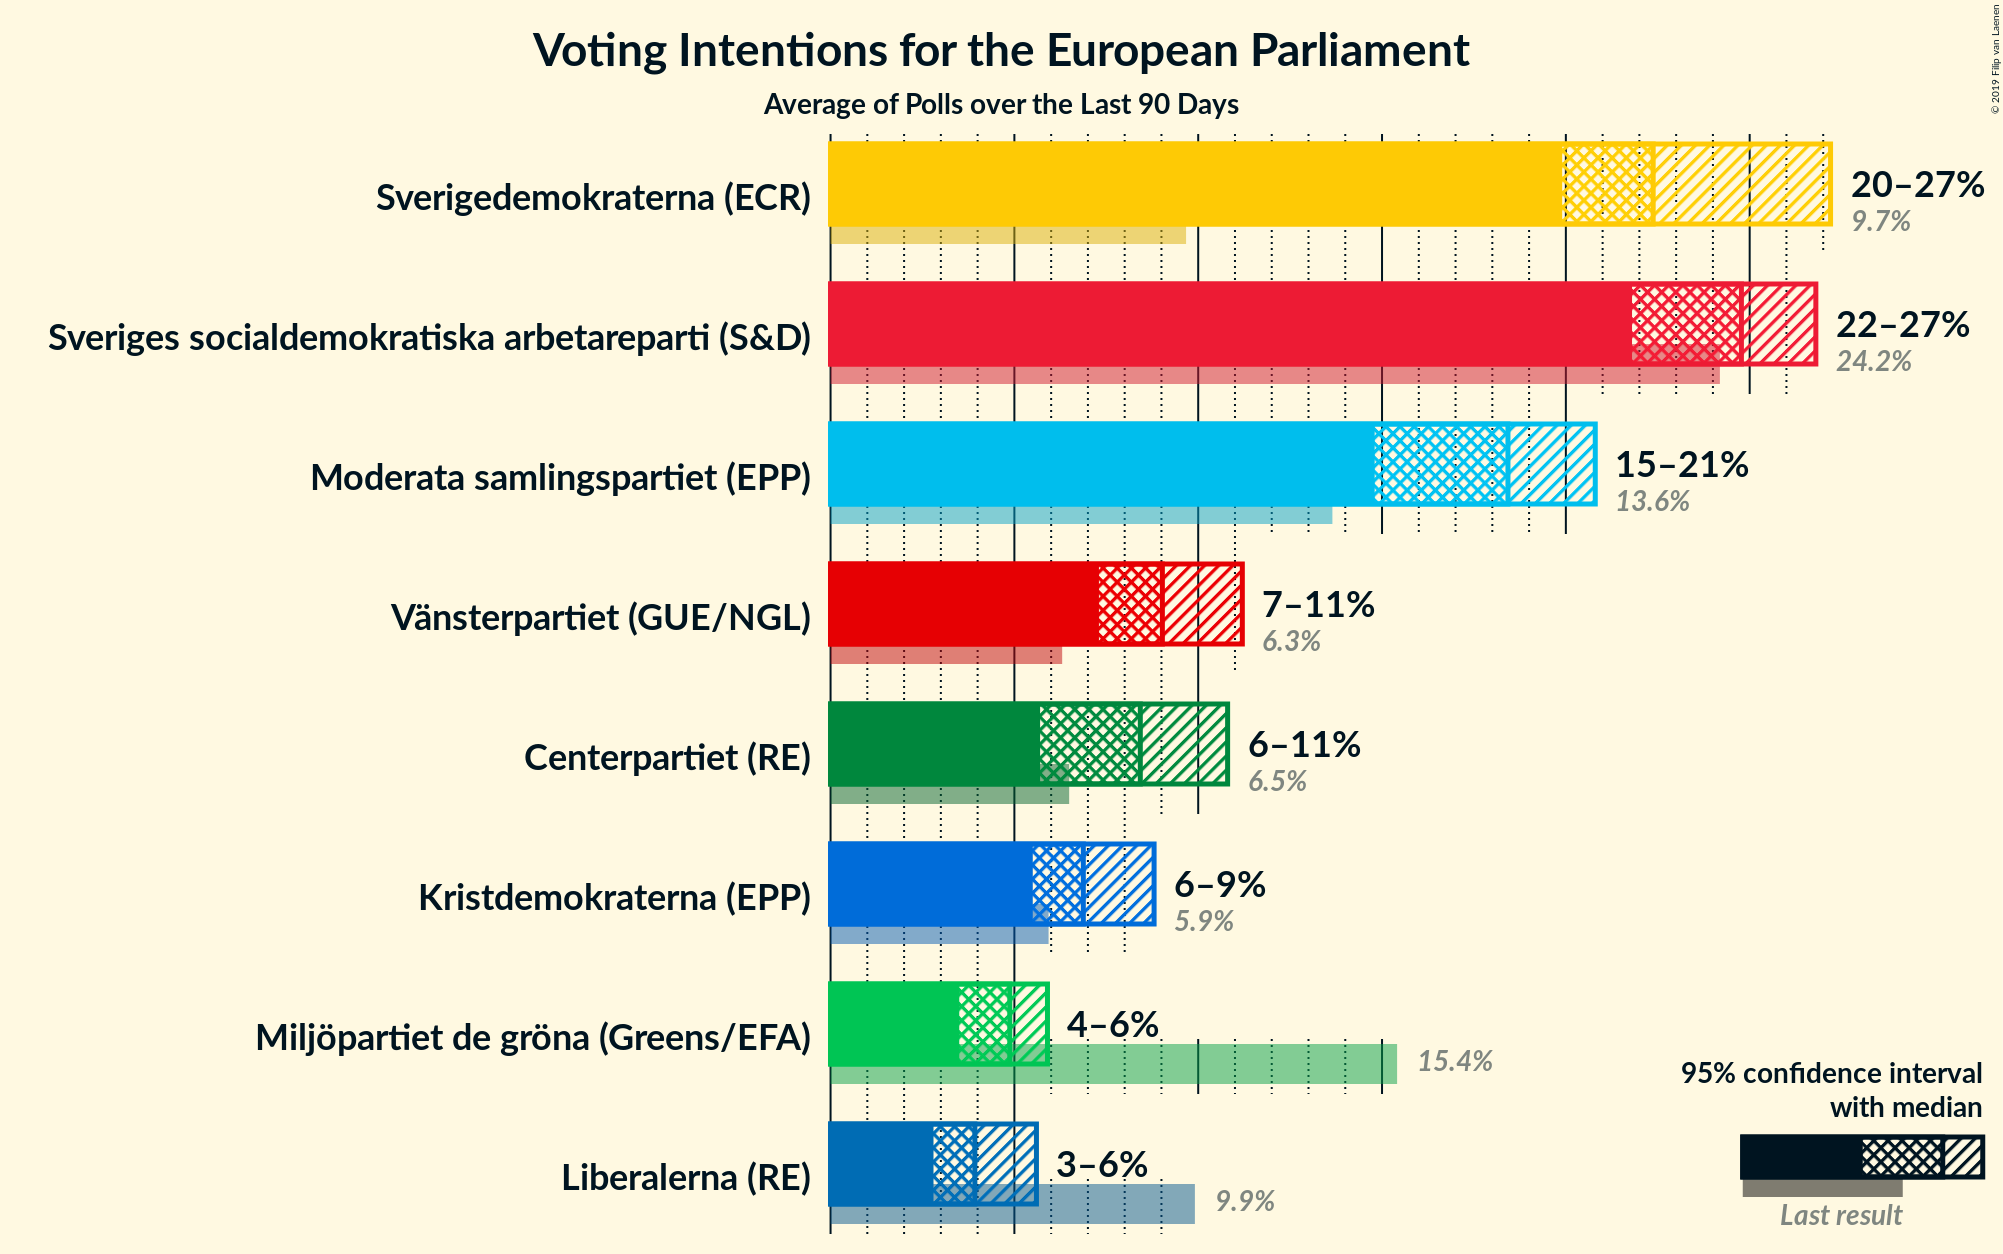 Voting Intentions for the European Parliament
Average of Polls over the Last 90 Days
© 2019 Filip van Laenen
Sverigedemokraterna (ECR)
20–27%
9.7%
Sveriges socialdemokratiska arbetareparti (S&D)
22–27%
24.2%
Moderata samlingspartiet (EPP)
15–21%
13.6%
Vänsterpartiet (GUE/NGL)
7–11%
6.3%
Centerpartiet (RE)
6–11%
6.5%
Kristdemokraterna (EPP)
6–9%
5.9%
Miljöpartiet de gröna (Greens/EFA)
4–6%
15.4%
Liberalerna (RE)
3–6%
9.9%
95% confidence interval
with median
Last result